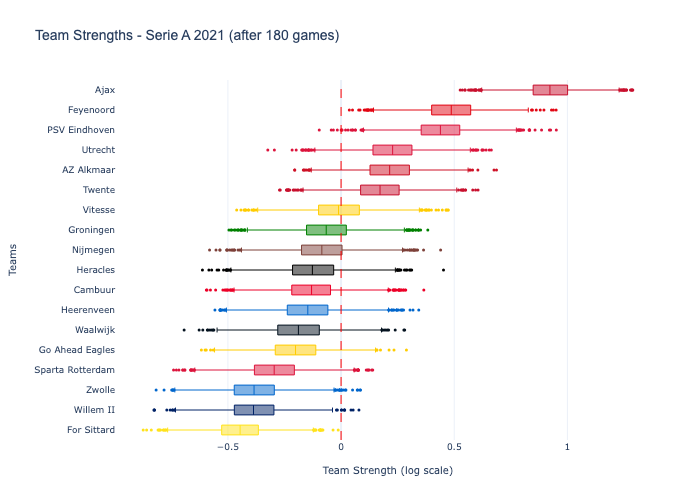 Team Strengths - Serie A 2021 (after 180 games)
Ajax
Feyenoord
PSV Eindhoven
Utrecht
AZ Alkmaar
Twente
Vitesse
Groningen
Nijmegen
Heracles
Cambuur
Heerenveen
Waalwijk
Go Ahead Eagles
Sparta Rotterdam
Zwolle
Willem II
For Sittard
Teams
−0.5
0
0.5
1
Team Strength (log scale)